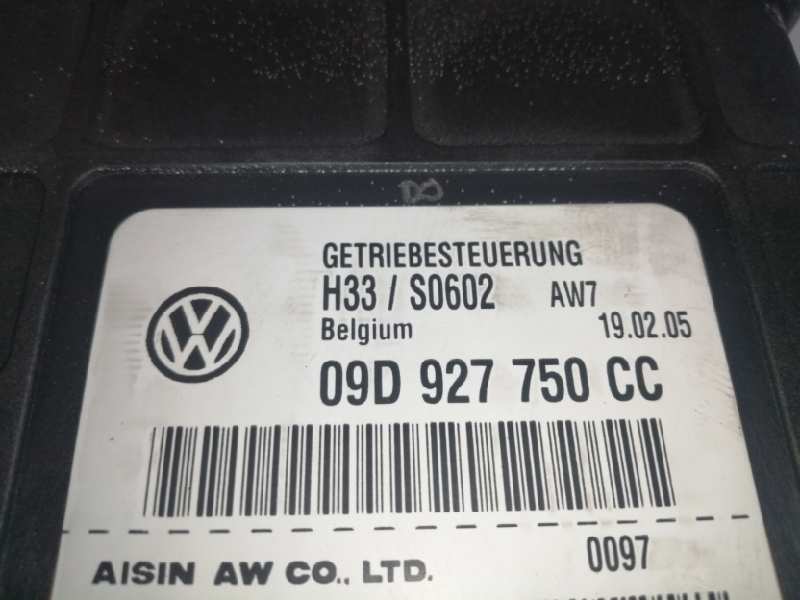 GETRIEBESTEUERUNG
H33 / S0602 AW7
Belgium 19.02.05
09D 927 750 CC
AISIN AW CO., LTD. 0097